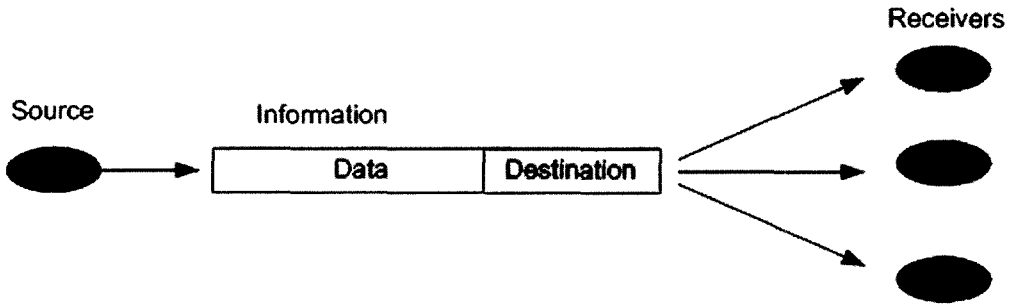 Receivers
Source
Information
Data
Destination